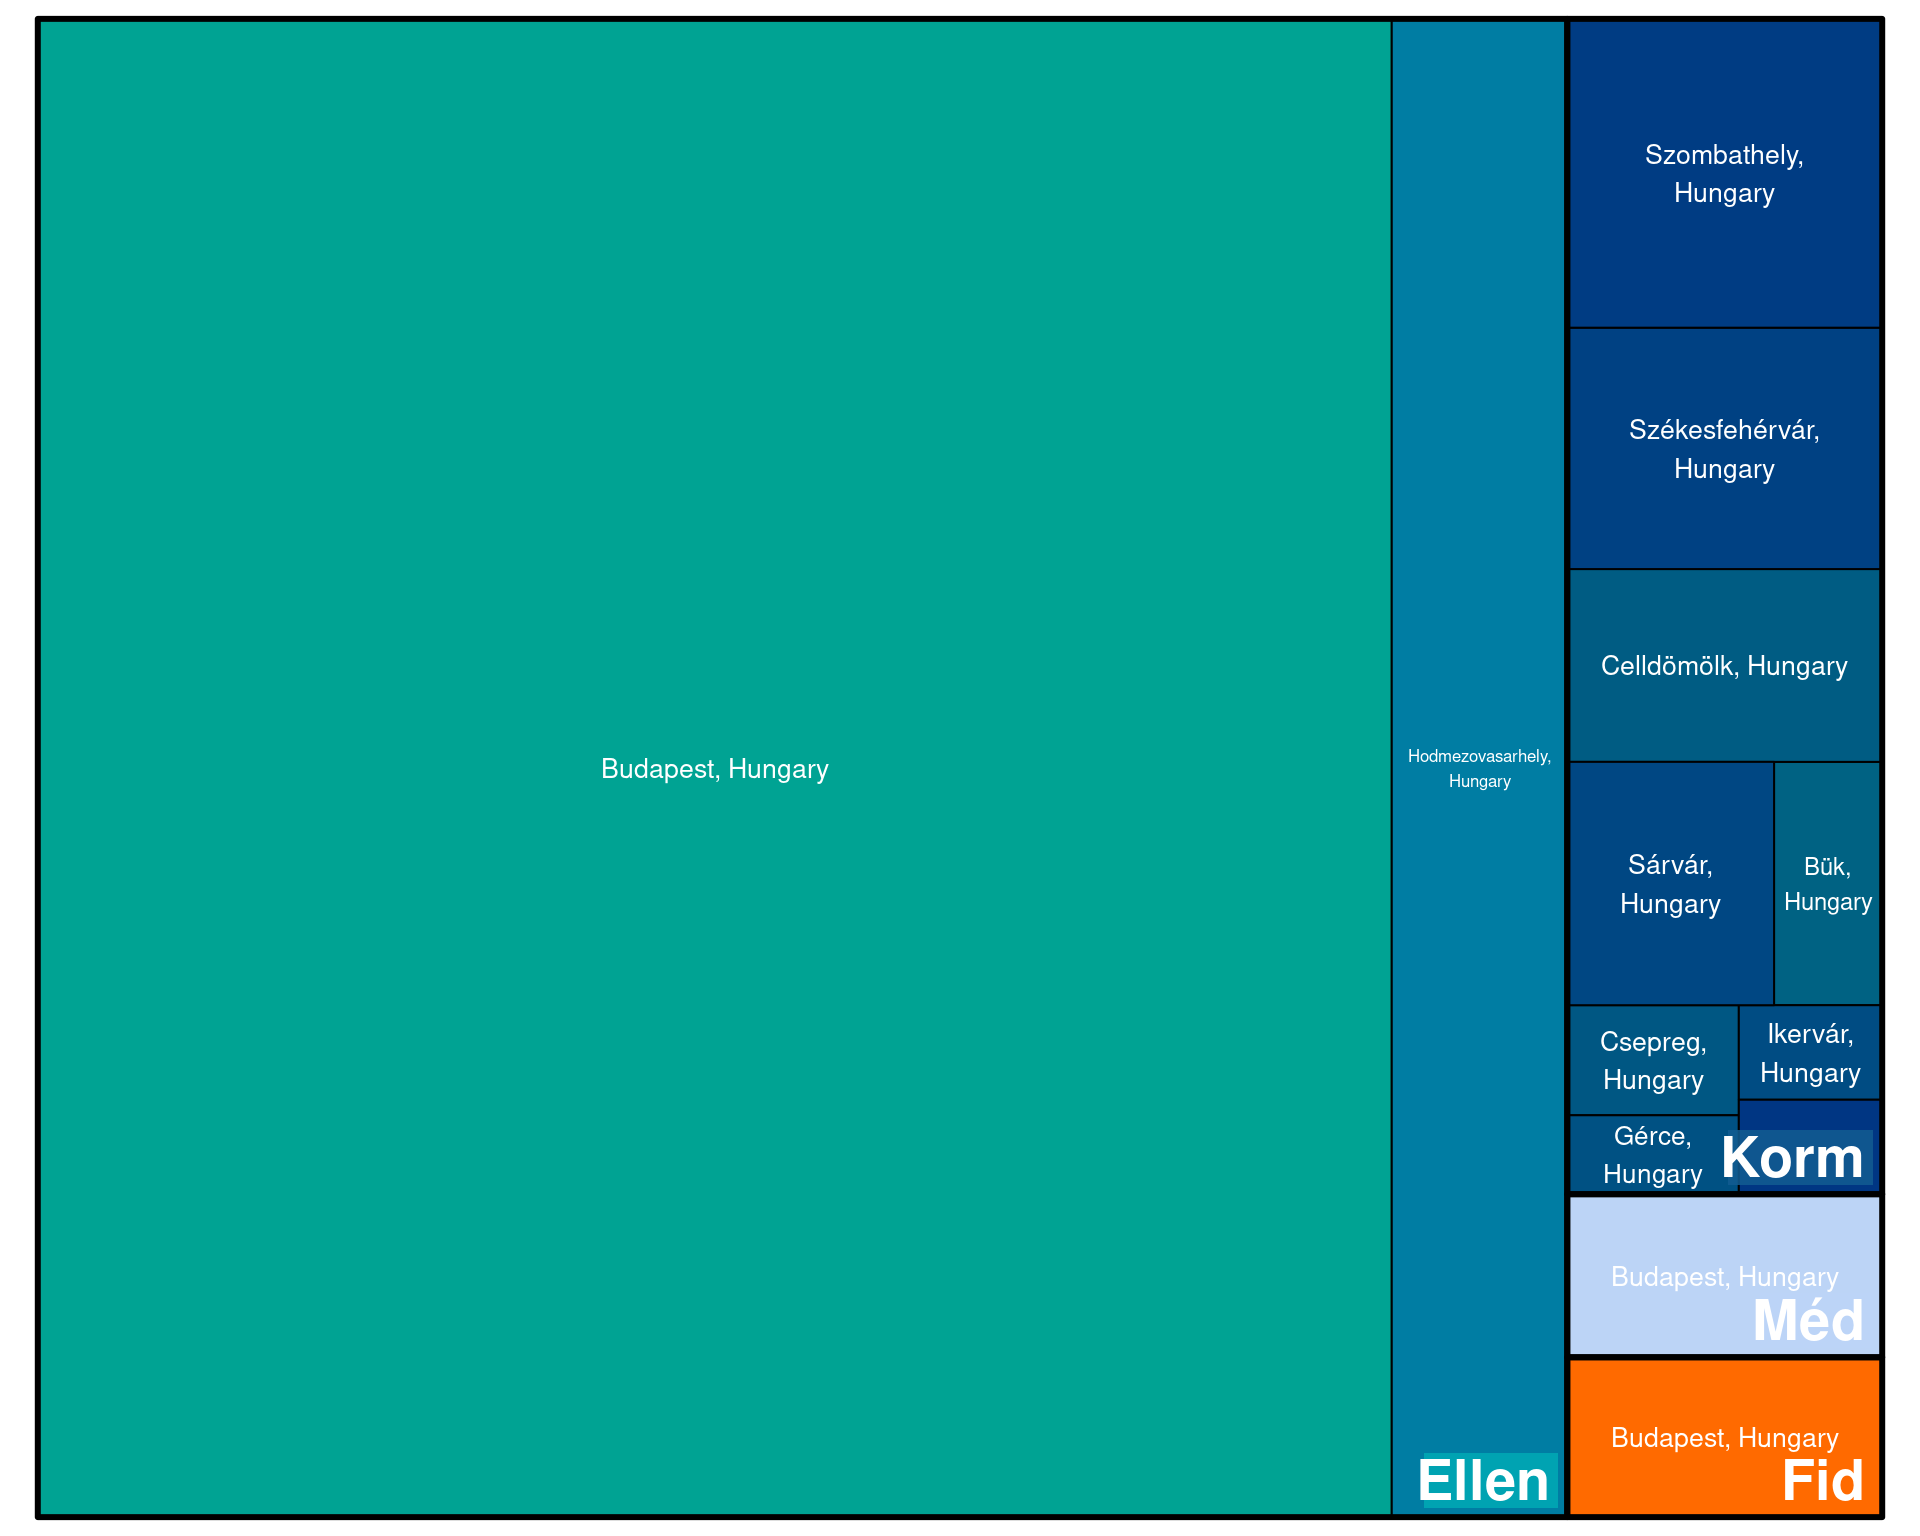 Budapest, Hungary
Hodmezovasarhely,
Hungary
Ellen
Szombathely,
Hungary
Székesfehérvár,
Hungary
Celldömölk, Hungary
Sárvár,
Hungary
Bük,
Hungary
Csepreg,
Hungary
Ikervár,
Hungary
Gérce,
Hungary
Korm
Budapest, Hungary
Méd
Budapest, Hungary
Fid